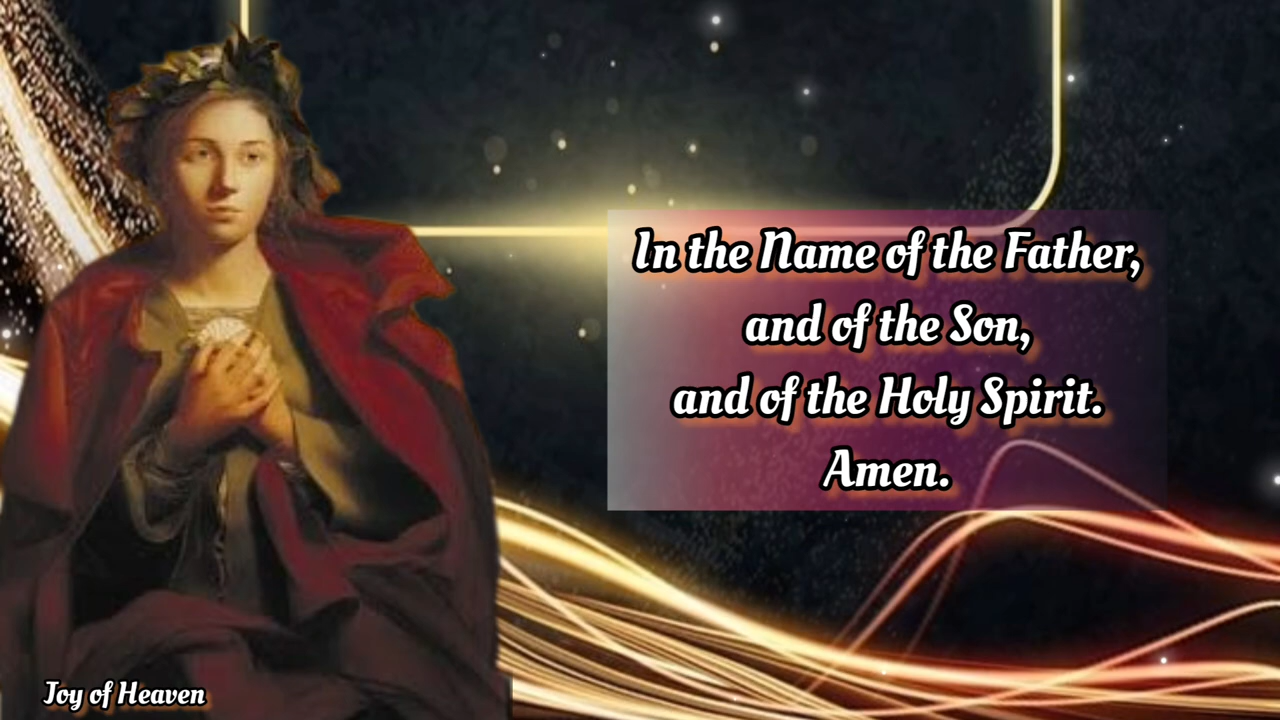 In the Name of the Father,
and of the Son,
and of the Holy Spirit.
Amen.
Joy of Heaven